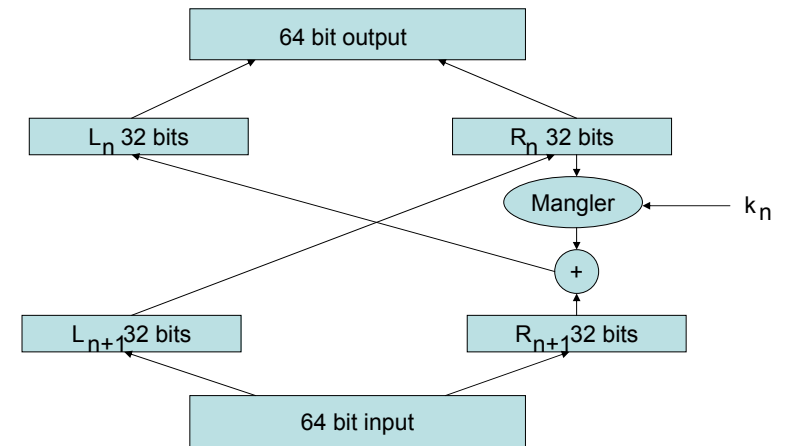 64 bit output
Ln 32 bits
Rn 32 bits
Mangler
kn
+
Ln+1 32 bits
Rn+1 32 bits
64 bit input